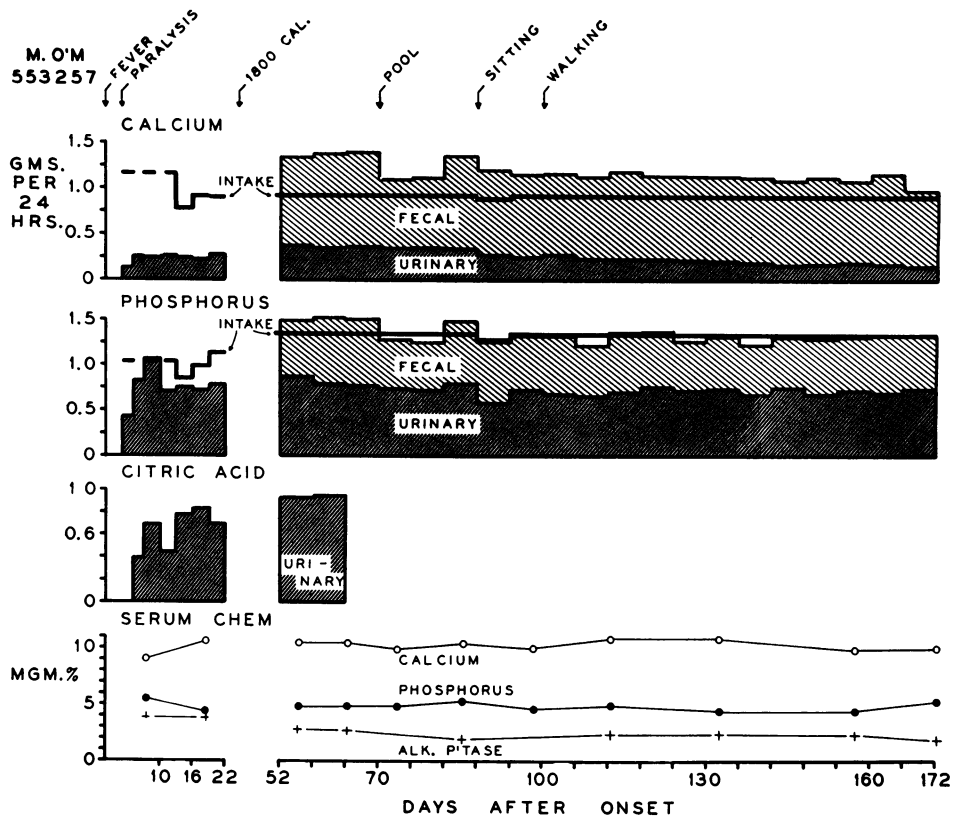 M. O'M
553257
FEVER
PARALYSIS
1800 CAL.
POOL
SITTING
WALKING
CALCIUM
GMS.
PER
24
HRS.
1.5
1.0
0.5
0
INTAKE
FECAL
URINARY
PHOSPHORUS
1.5
1.0
0.5
0
INTAKE
FECAL
URINARY
CITRIC ACID
1 0
0.6
0
URI-
NARY
SERUM CHEM
MGM.%
10
5
0
CALCIUM
PHOSPHORUS
ALK. P'TASE
10 16 22 52 70 100 130 160 172
DAYS AFTER ONSET